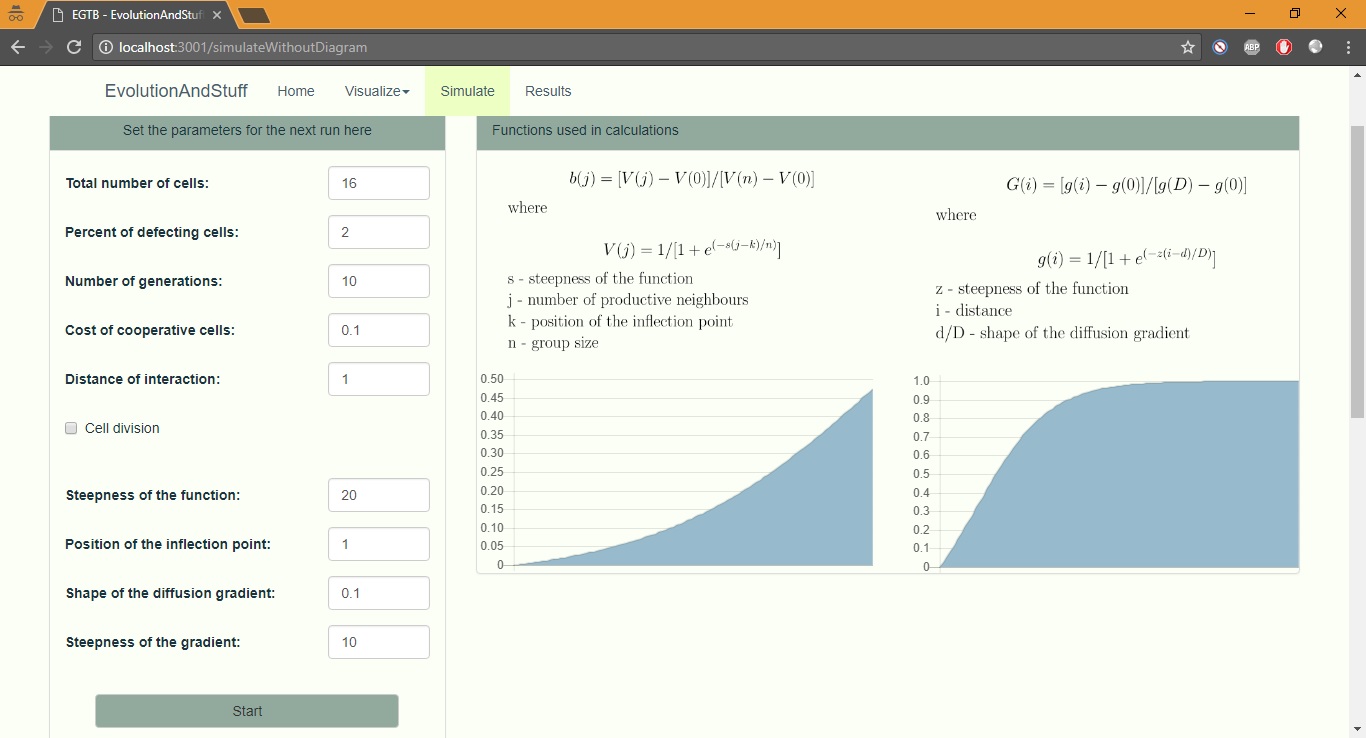 EGTB - EvolutionAndStuf
localhost:3001/simulateWithoutDiagram
ABP
EvolutionAndStuff Home Visualize Simulate Results
Set the parameters for the next run here
Total number of cells: 16
Percent of defecting cells: 2
Number of generations: 10
Cost of cooperative cells: 0.1
Distance of interaction: 1
Cell division
Steepness of the function: 20
Position of the inflection point: 1
Shape of the diffusion gradient: 0.1
Steepness of the gradient: 10
Start
Functions used in calculations
b(j) = [V(j) − V(0)]/[V(n) − V(0)]
where
V(j) = 1/[1 + e^(−s(j−k)/n)]
s - steepness of the function
j - number of productive neighbours
k - position of the inflection point
n - group size
0.50
0.45
0.40
0.35
0.30
0.25
0.20
0.15
0.10
0.05
0
G(i) = [g(i) − g(0)]/[g(D) − g(0)]
where
g(i) = 1/[1 + e^(−z(i−d)/D)]
z - steepness of the function
i - distance
d/D - shape of the diffusion gradient
1.0
0.9
0.8
0.7
0.6
0.5
0.4
0.3
0.2
0.1
0